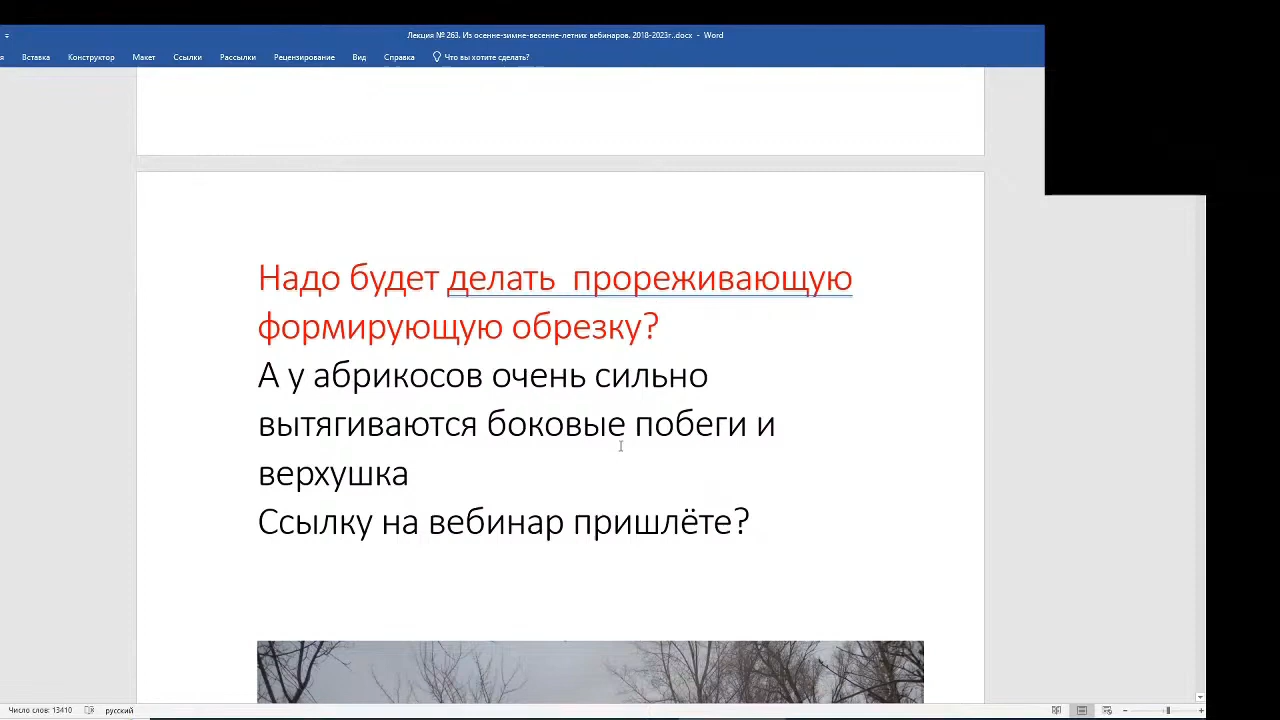 Лекция № 263. Из осенне-зимне-весенне-летних вебинаров. 2018-2023г..docx - Word
я Вставка Конструктор Макет Ссылки Рассылки Рецензирование Вид Справка Что вы хотите сделать?
Надо будет делать прореживающую
формирующую обрезку?
А у абрикосов очень сильно
вытягиваются боковые побеги и
верхушка
Ссылку на вебинар пришлёте?
Число слов: 13410 русский